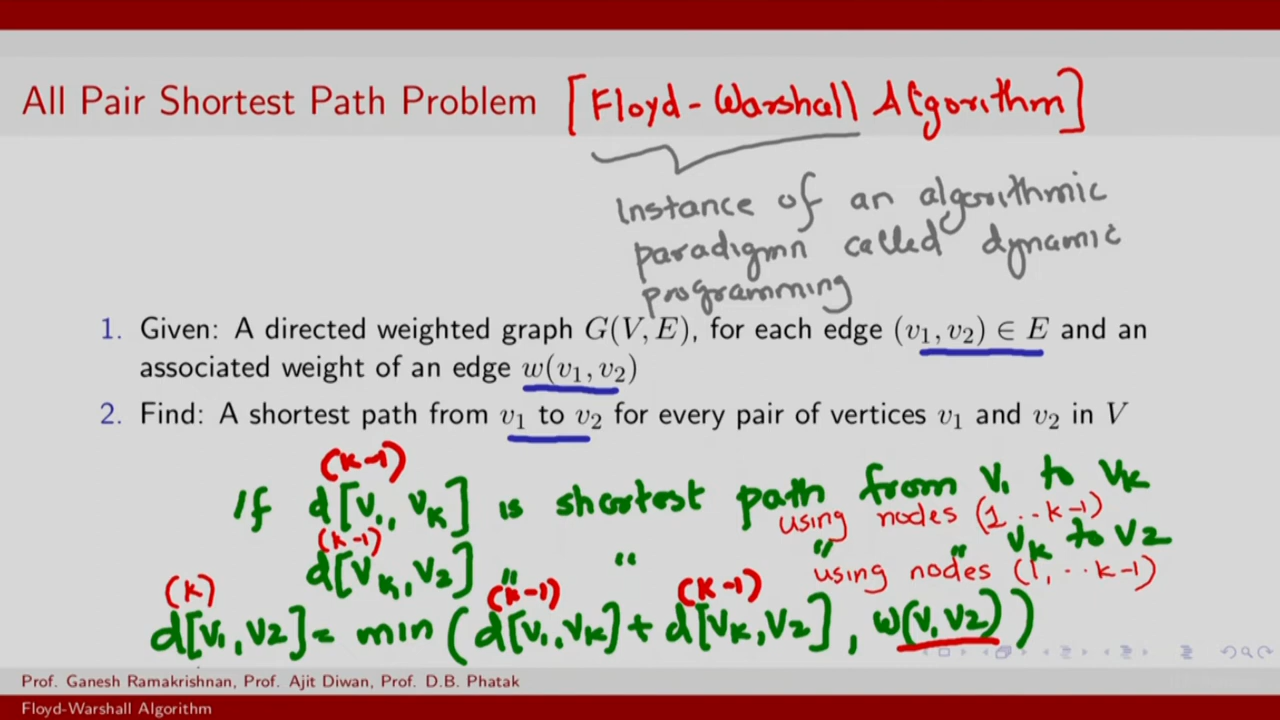 All Pair Shortest Path Problem [Floyd-Warshall Algorithm]
Instance of an algorithmic
paradigmn called dynamic
programming
1. Given: A directed weighted graph G(V, E), for each edge (v₁, v₂) ∈ E and an
associated weight of an edge w(v₁, v₂)
2. Find: A shortest path from v₁ to v₂ for every pair of vertices v₁ and v₂ in V
(k-1)
If d[v₁, vk] is shortest path from v₁ to vk
using nodes (1...k-1)
(k-1)
d[vk, v2] " " " " vk to v2
using nodes (1, ...k-1)
(k) (k-1) (k-1)
d[v₁, v2] = min(d[v₁, vk] + d[vk, v2], w(v₁, v2))
Prof. Ganesh Ramakrishnan, Prof. Ajit Diwan, Prof. D.B. Phatak
Floyd-Warshall Algorithm